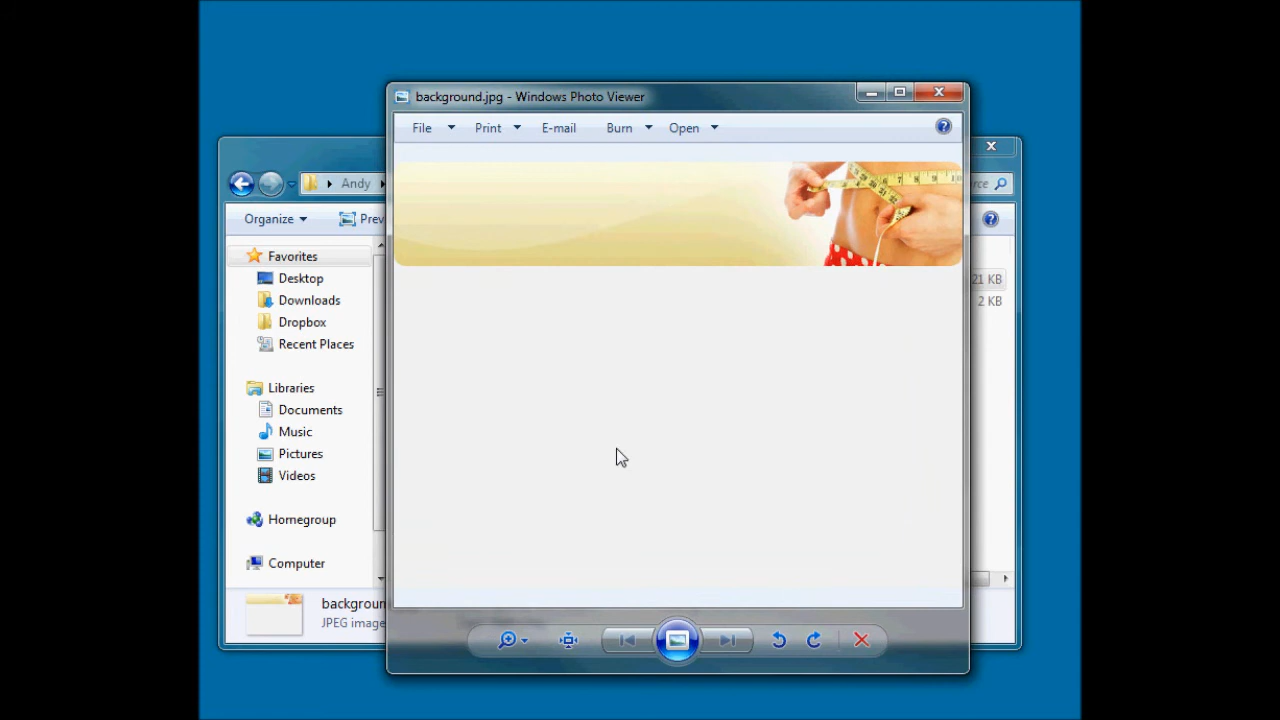 background.jpg - Windows Photo Viewer
File Print E-mail Burn Open
Andy
Organize
Favorites
Desktop
Downloads
Dropbox
Recent Places
Libraries
Documents
Music
Pictures
Videos
Homegroup
Computer
21 KB
2 KB
JPEG image